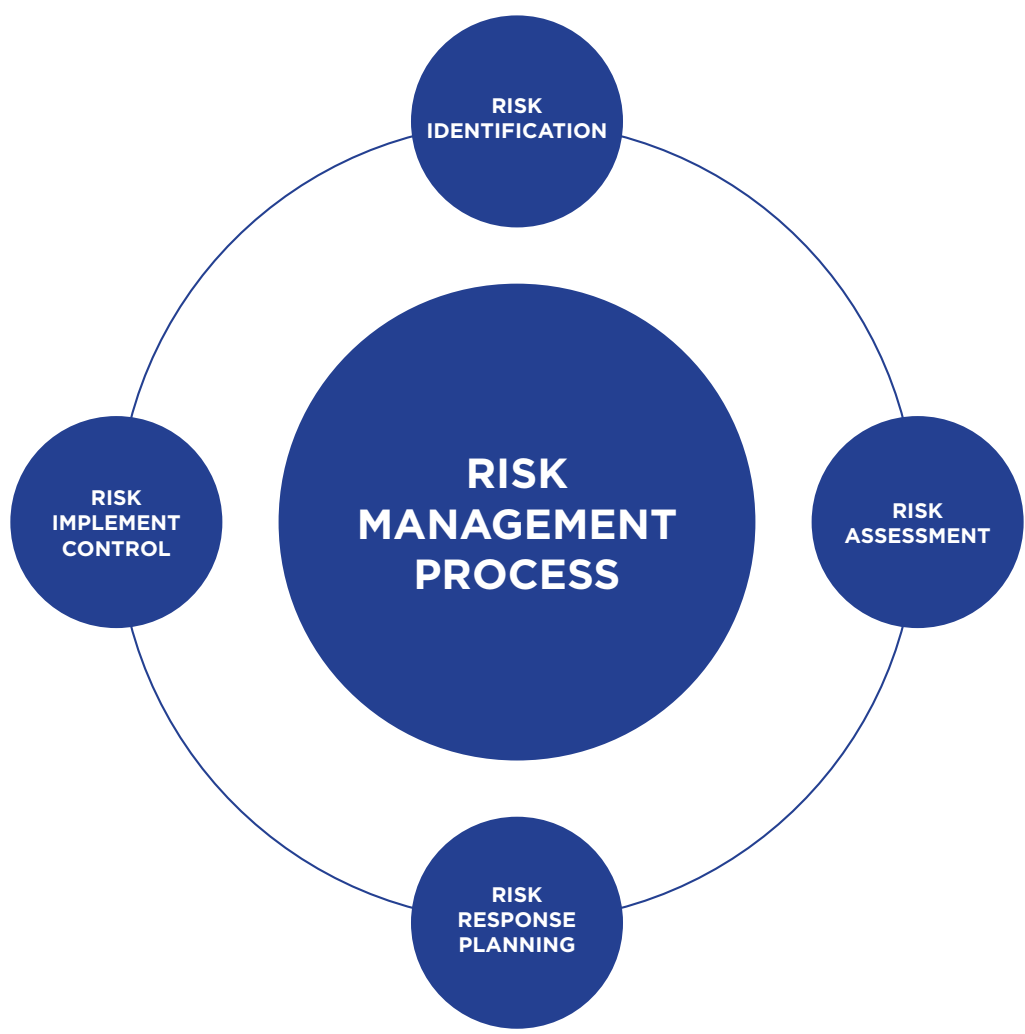 RISK
IDENTIFICATION
RISK
MANAGEMENT
PROCESS
RISK
ASSESSMENT
RISK
RESPONSE
PLANNING
RISK
IMPLEMENT
CONTROL